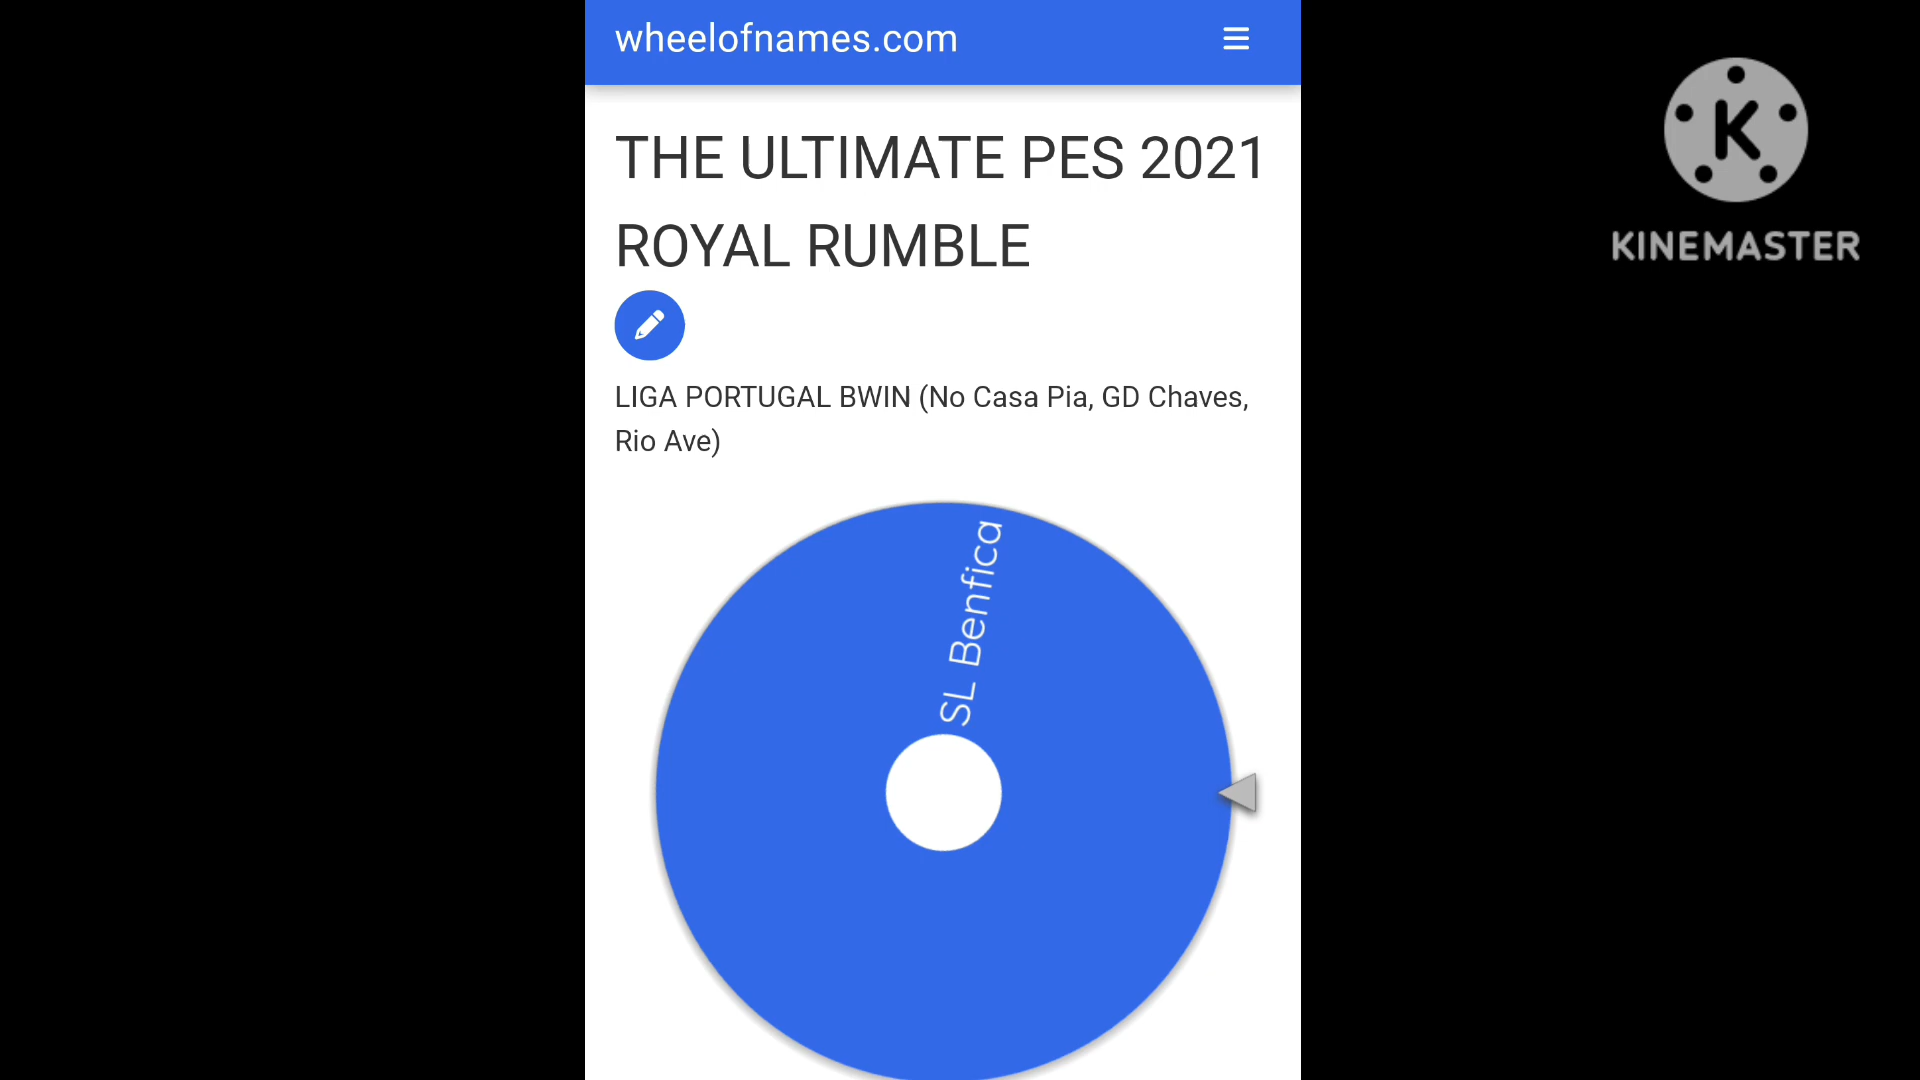 wheelofnames.com
THE ULTIMATE PES 2021
ROYAL RUMBLE
LIGA PORTUGAL BWIN (No Casa Pia, GD Chaves,
Rio Ave)
SL Benfica
K
KINEMASTER